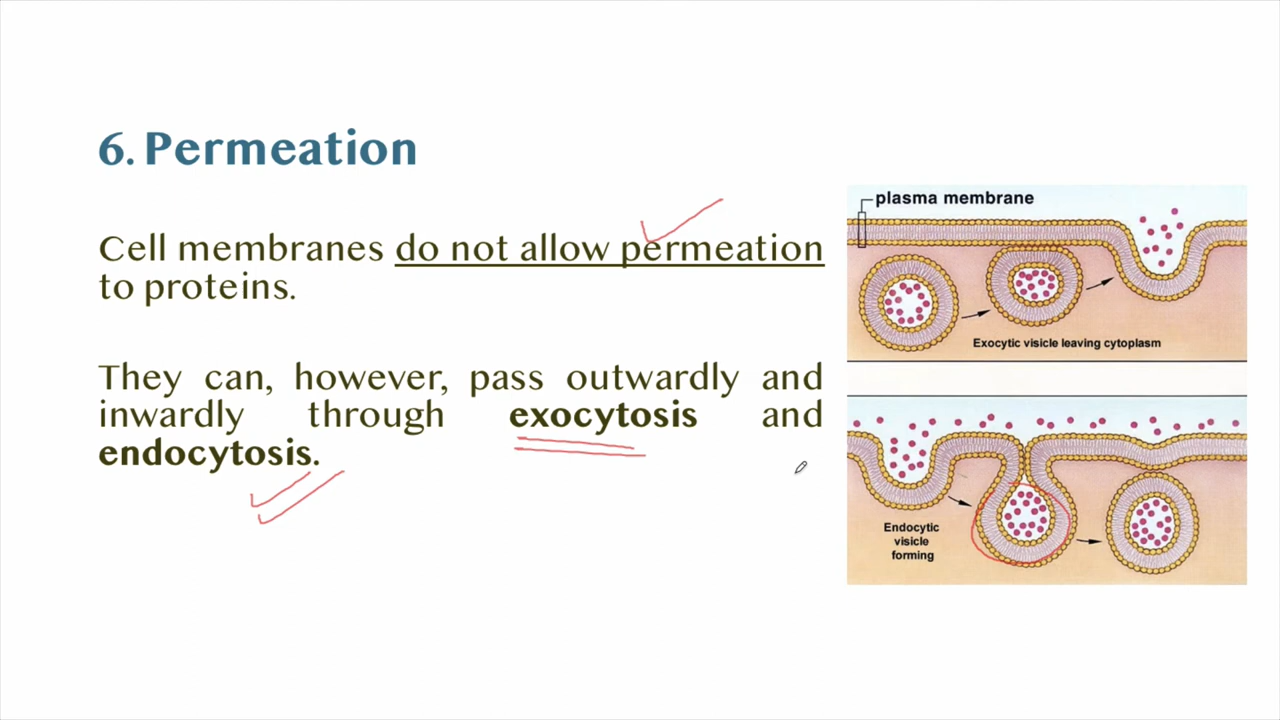 6. Permeation
Cell membranes do not allow permeation
to proteins.
They can, however, pass outwardly and
inwardly through exocytosis and
endocytosis.
plasma membrane
Exocytic visicle leaving cytoplasm
Endocytic
visicle
forming